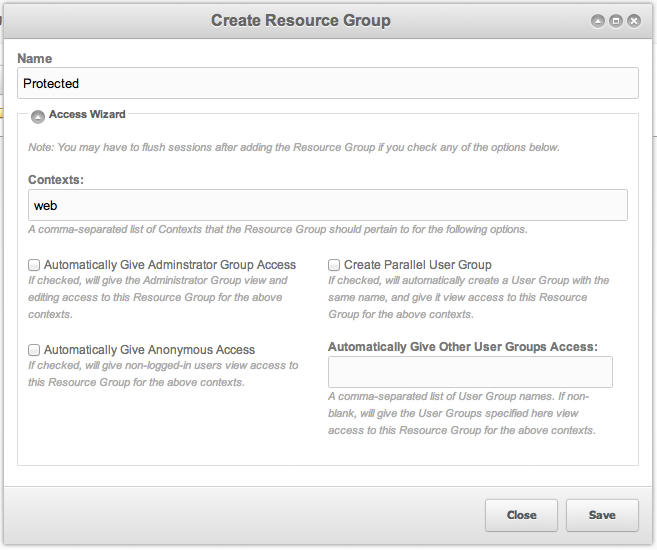 Create Resource Group
Name
Protected
Access Wizard
Note: You may have to flush sessions after adding the Resource Group if you check any of the options below.
Contexts:
web
A comma-separated list of Contexts that the Resource Group should pertain to for the following options.
Automatically Give Adminstrator Group Access
If checked, will give the Administrator Group view and
editing access to this Resource Group for the above
contexts.
Create Parallel User Group
If checked, will automatically create a User Group with the
same name, and give it view access to this Resource
Group for the above contexts.
Automatically Give Anonymous Access
If checked, will give non-logged-in users view access to
this Resource Group for the above contexts.
Automatically Give Other User Groups Access:
A comma-separated list of User Group names. If non-
blank, will give the User Groups specified here view
access to this Resource Group for the above contexts.
Close
Save